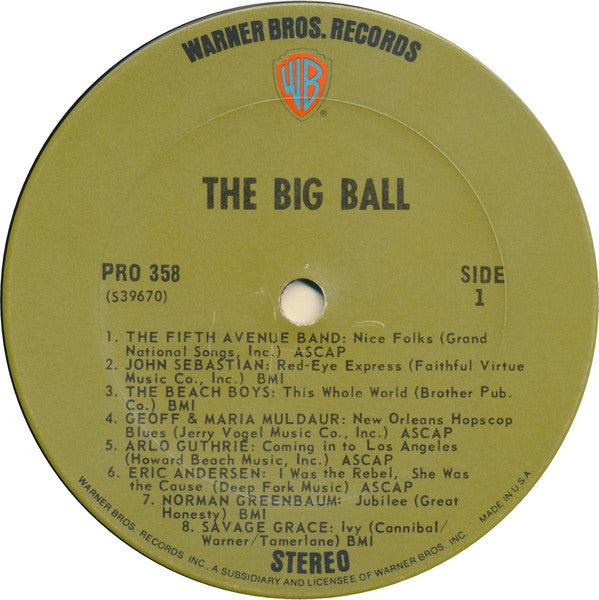 WARNER BROS. RECORDS
WB
®
THE BIG BALL
PRO 358
(S39670)
SIDE
1
1. THE FIFTH AVENUE BAND: Nice Folks (Grand
National Songs, Inc.) ASCAP
2. JOHN SEBASTIAN: Red-Eye Express (Faithful Virtue
Music Co., Inc.) BMI
3. THE BEACH BOYS: This Whole World (Brother Pub.
Co.) BMI
4. GEOFF & MARIA MULDAUR: New Orleans Hopscop
Blues (Jerry Vogel Music Co., Inc.) ASCAP
5. ARLO GUTHRIE: Coming in to Los Angeles
(Howard Beach Music, Inc.) ASCAP
6. ERIC ANDERSEN: I Was the Rebel, She Was
the Cause (Deep Fork Music) ASCAP
7. NORMAN GREENBAUM: Jubilee (Great
Honesty) BMI
8. SAVAGE GRACE: Ivy (Cannibal/
Warner/Tamerlane) BMI
STEREO
WARNER BROS. RECORDS INC., A SUBSIDIARY AND LICENSEE OF WARNER BROS. INC.
MADE IN U.S.A.